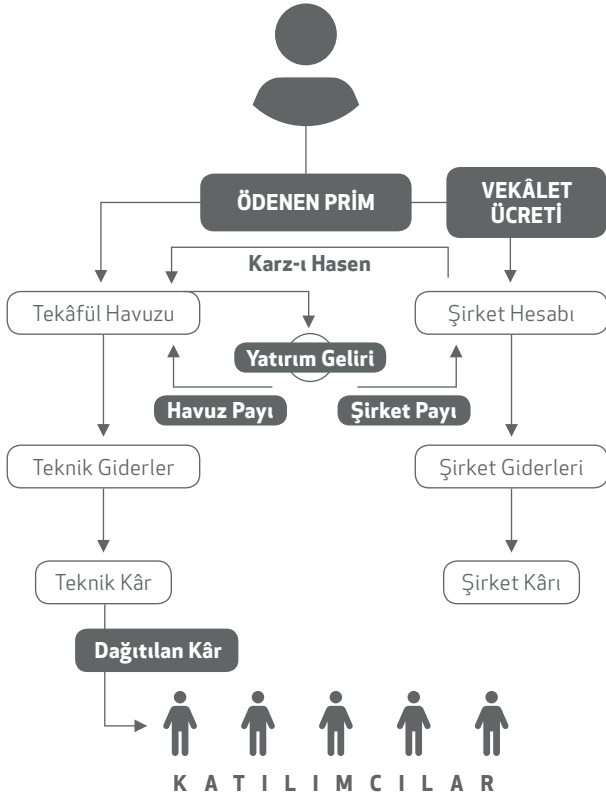 ÖDENEN PRİM
VEKÂLET
ÜCRETİ
Karz-ı Hasen
Tekâfül Havuzu
Şirket Hesabı
Yatırım Geliri
Havuz Payı
Şirket Payı
Teknik Giderler
Şirket Giderleri
Teknik Kâr
Şirket Kârı
Dağıtılan Kâr
KATILIMCILAR